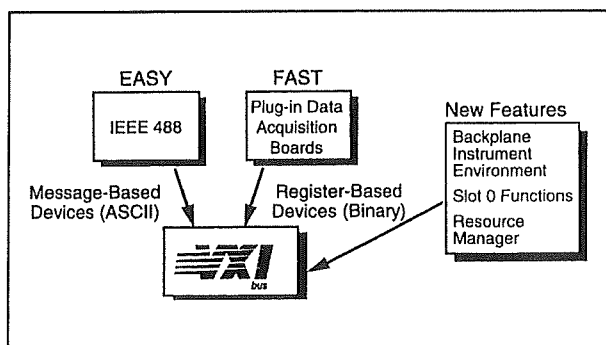 EASY
IEEE 488
FAST
Plug-in Data
Acquisition
Boards
New Features
Backplane
Instrument
Environment
Slot 0 Functions
Resource
Manager
Message-Based
Devices (ASCII)
Register-Based
Devices (Binary)
VXI
bus